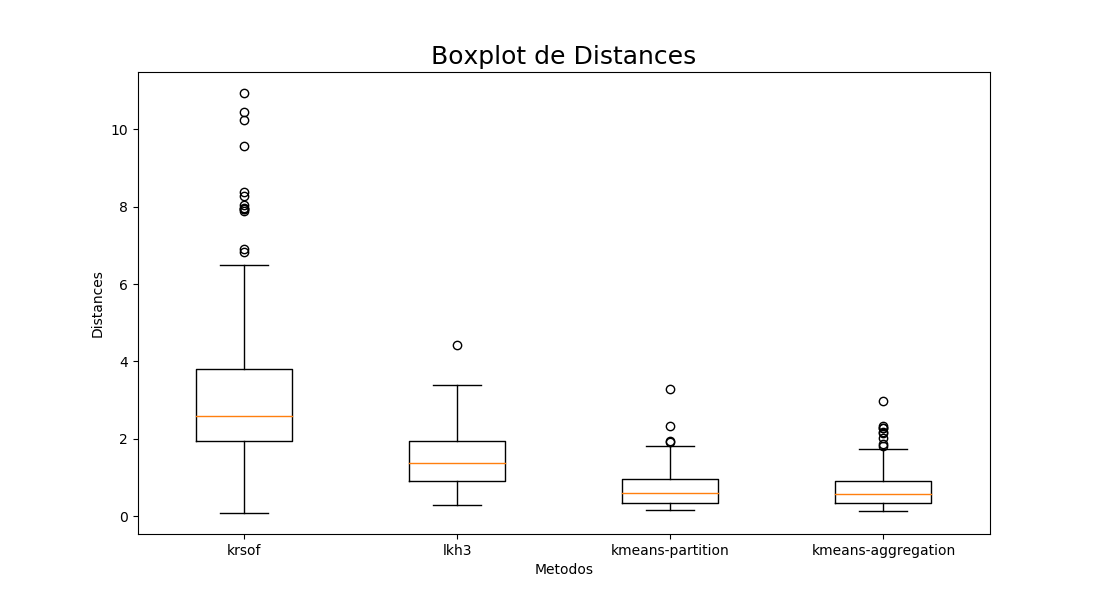 Boxplot de Distances
Distances
10
8
6
4
2
0
krsof
lkh3
kmeans-partition
kmeans-aggregation
Metodos